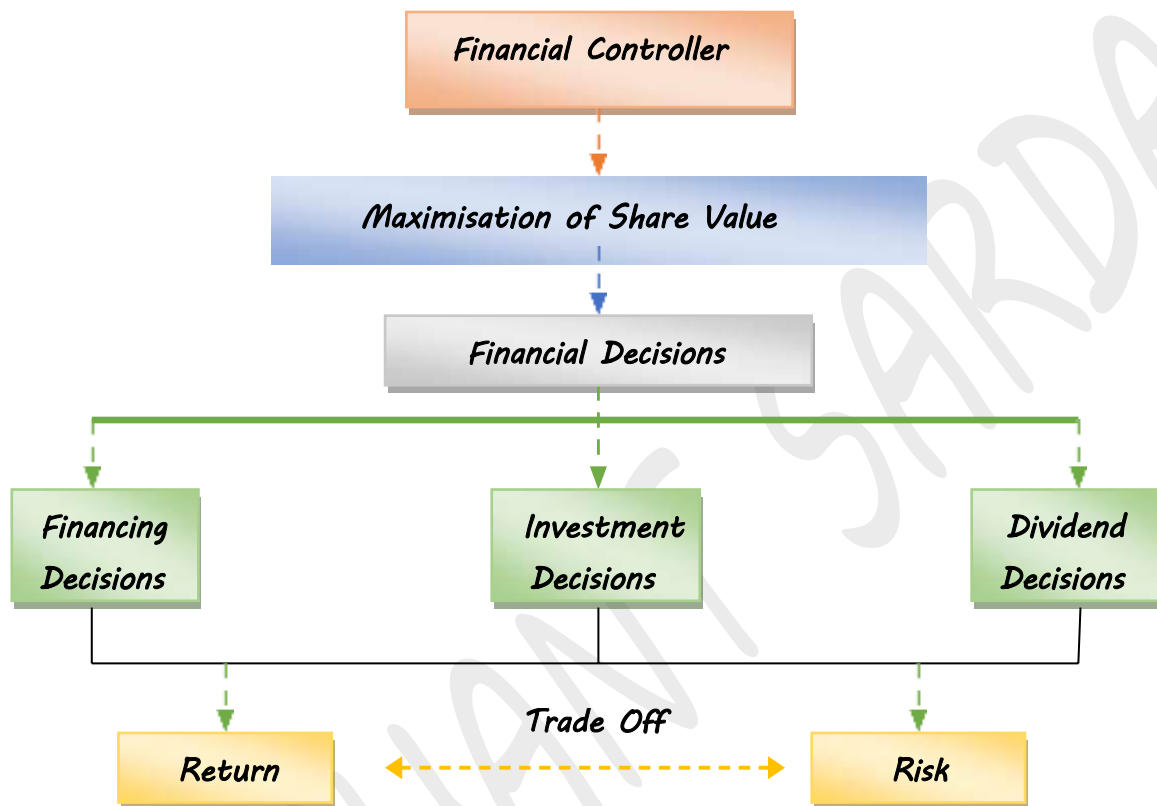 Financial Controller
Maximisation of Share Value
Financial Decisions
Financing
Decisions
Investment
Decisions
Dividend
Decisions
Trade Off
Return
Risk